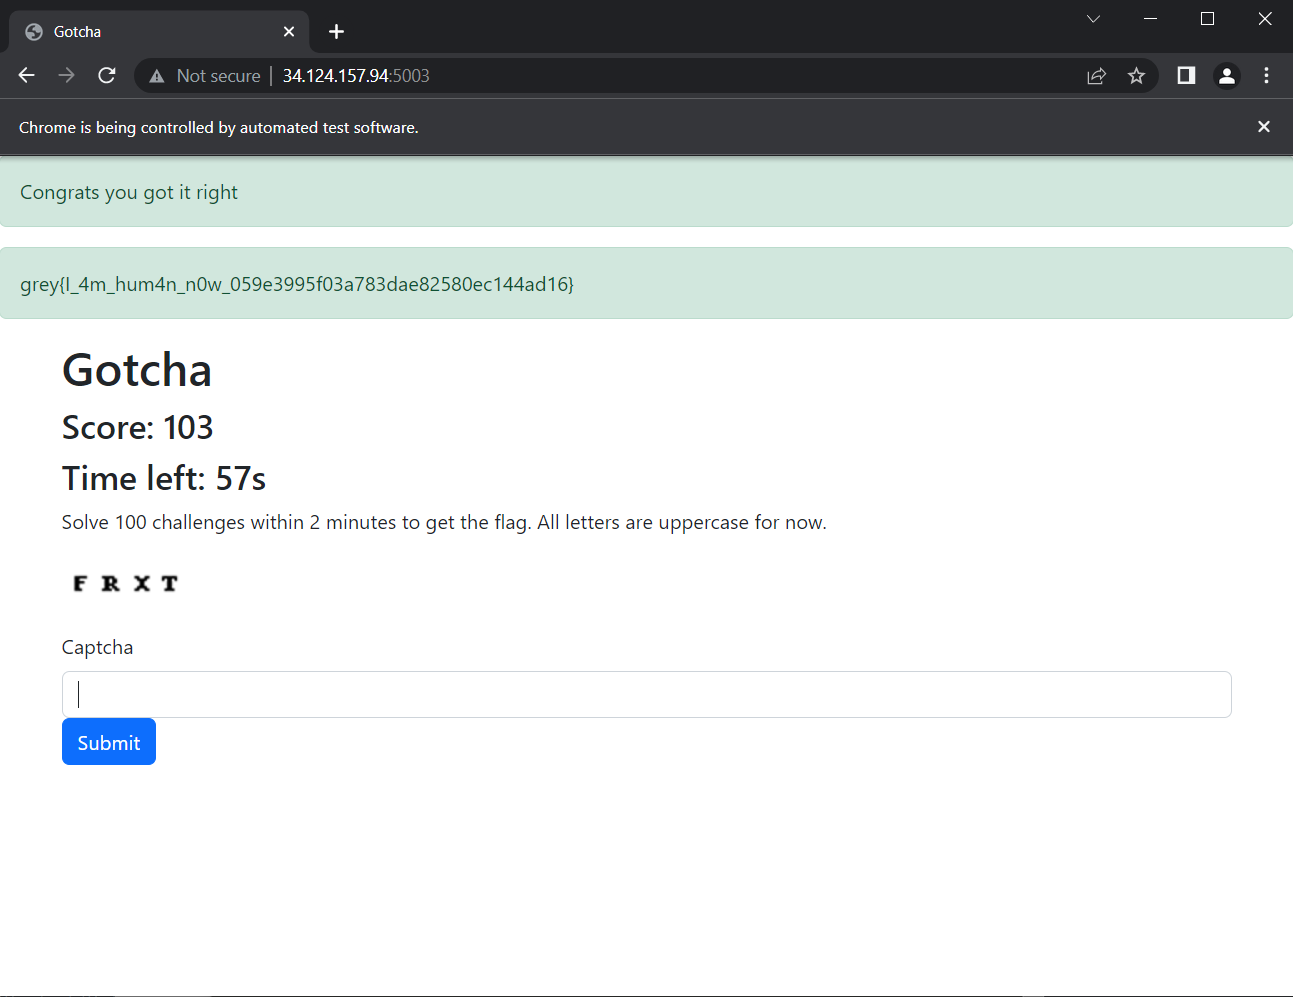 Gotcha
Not secure | 34.124.157.94:5003
Chrome is being controlled by automated test software.
Congrats you got it right
grey{I_4m_hum4n_n0w_059e3995f03a783dae82580ec144ad16}
Gotcha
Score: 103
Time left: 57s
Solve 100 challenges within 2 minutes to get the flag. All letters are uppercase for now.
F R X T
Captcha
Submit